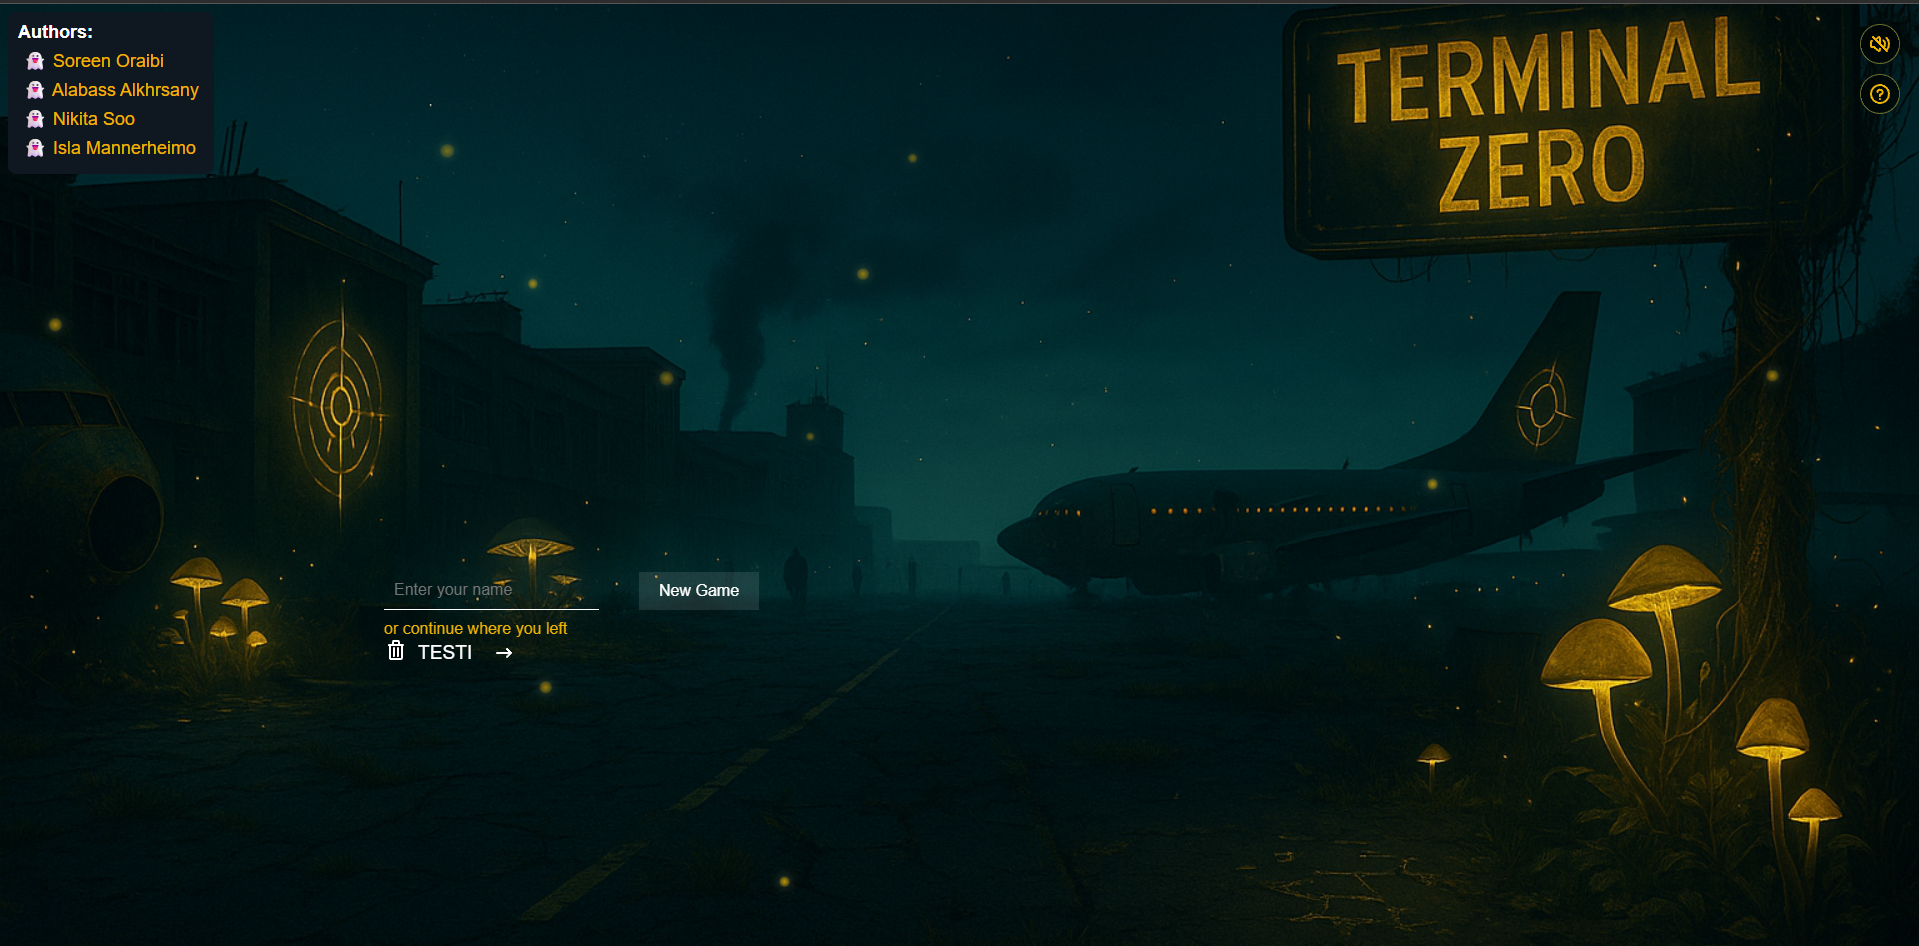 Authors:
Soreen Oraibi
Alabass Alkhrsany
Nikita Soo
Isla Mannerheimo
TERMINAL
ZERO
Enter your name
New Game
or continue where you left
TESTI